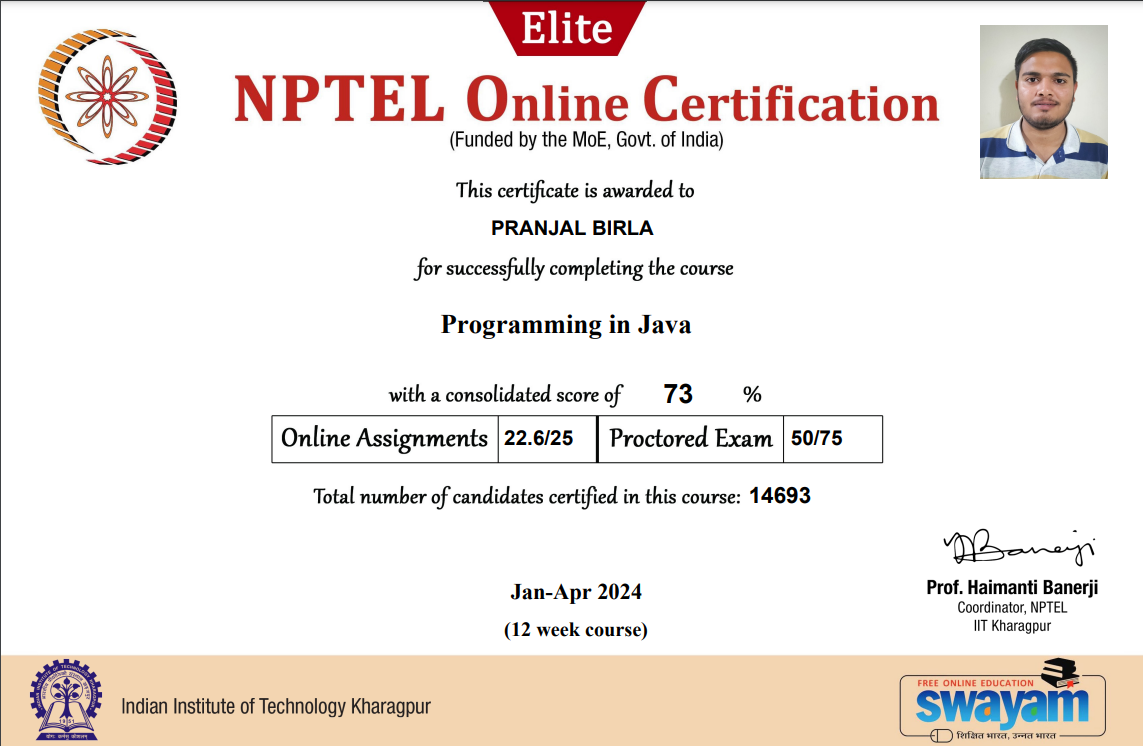 Elite
NPTEL Online Certification
(Funded by the MoE, Govt. of India)
This certificate is awarded to
PRANJAL BIRLA
for successfully completing the course
Programming in Java
with a consolidated score of 73 %
Online Assignments 22.6/25 Proctored Exam 50/75
Total number of candidates certified in this course: 14693
Banerji
Prof. Haimanti Banerji
Coordinator, NPTEL
IIT Kharagpur
Jan-Apr 2024
(12 week course)
Indian Institute of Technology Kharagpur
1951
FREE ONLINE EDUCATION
swayam
शिक्षित भारत, उन्नत भारत